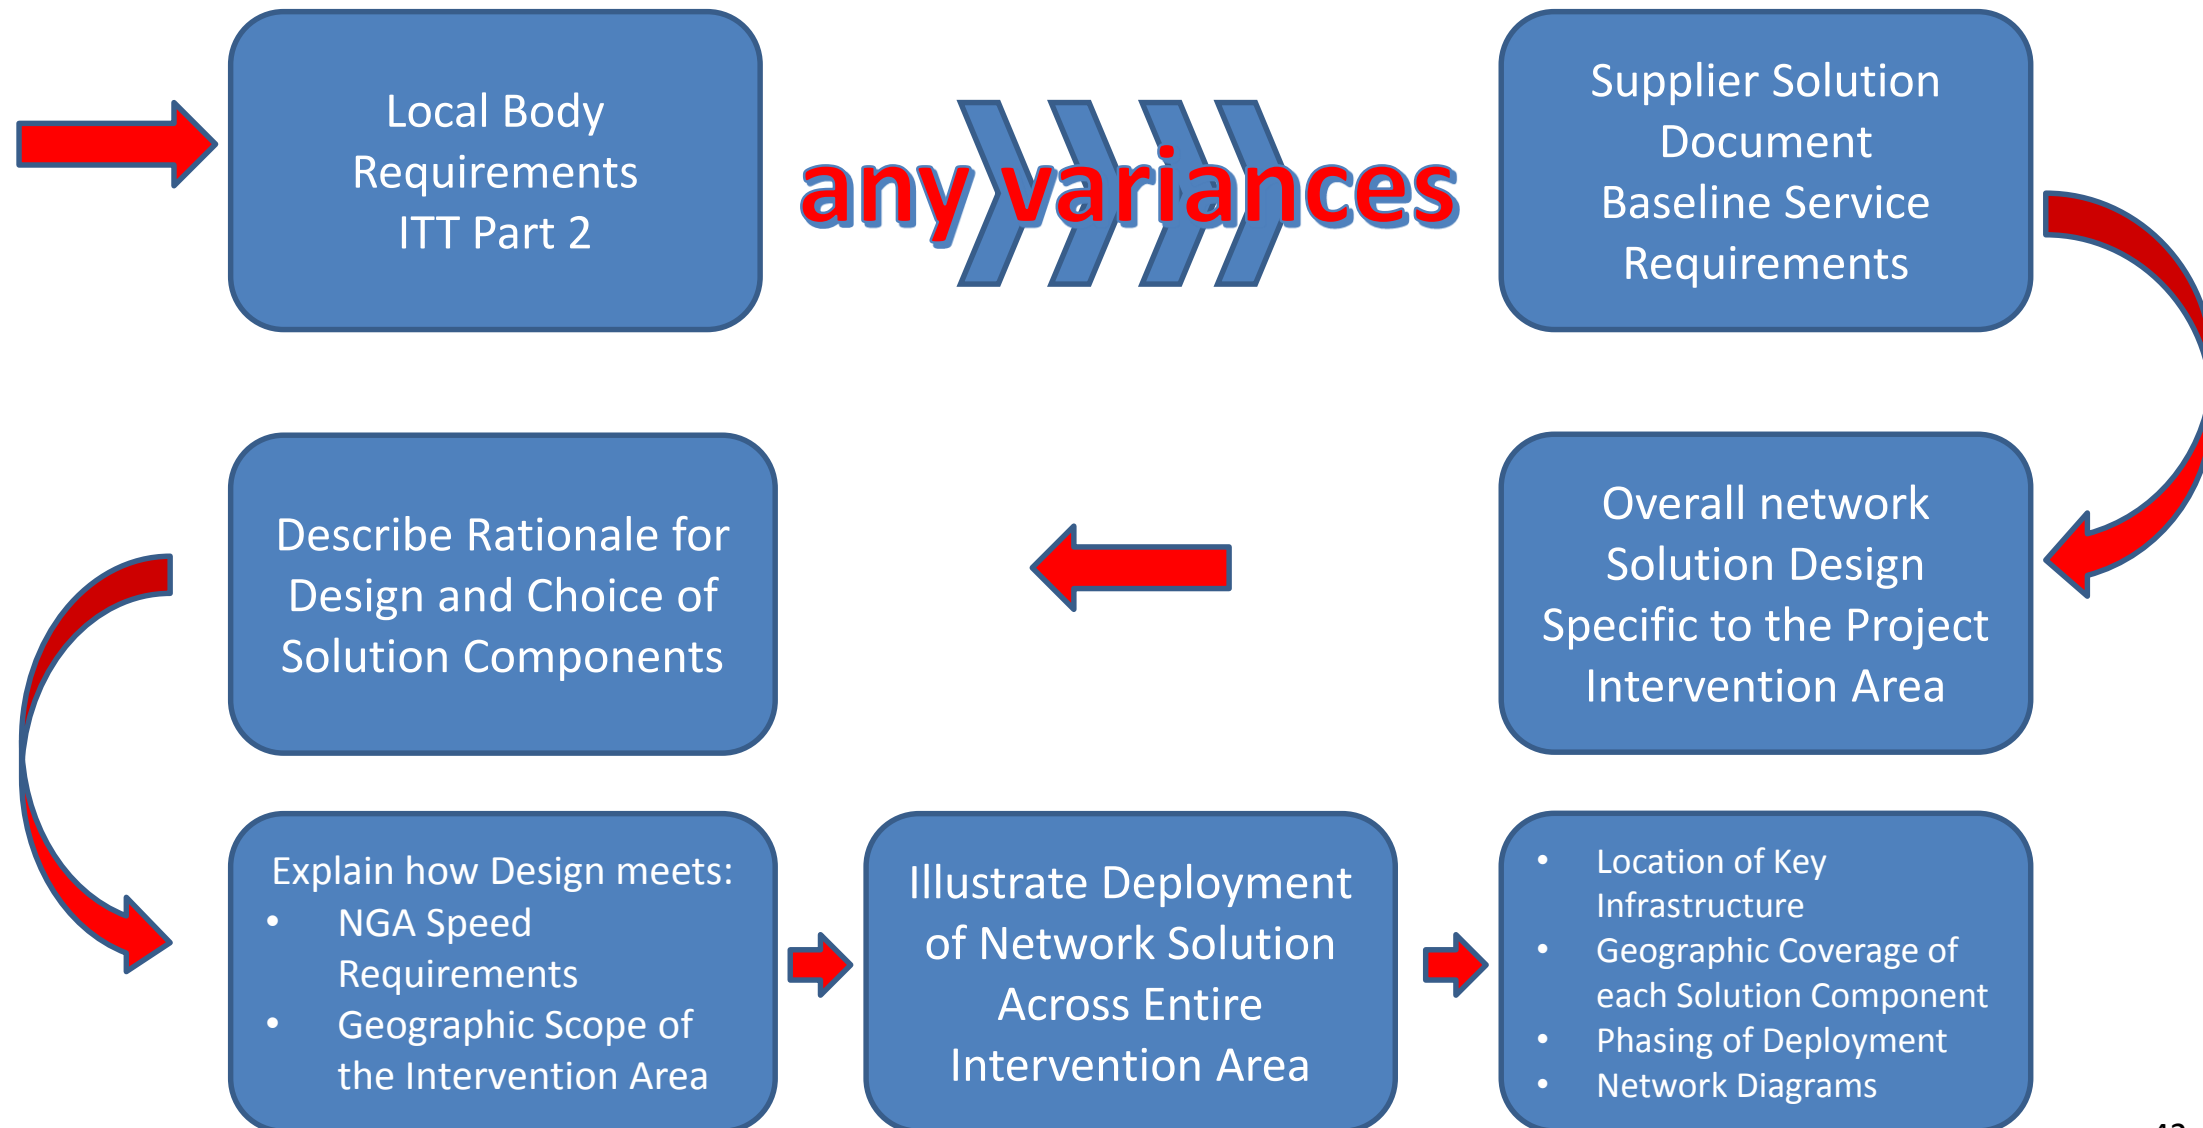 Local Body
Requirements
ITT Part 2
any variances
Supplier Solution
Document
Baseline Service
Requirements
Describe Rationale for
Design and Choice of
Solution Components
Overall network
Solution Design
Specific to the Project
Intervention Area
Explain how Design meets:
• NGA Speed
Requirements
• Geographic Scope of
the Intervention Area
Illustrate Deployment
of Network Solution
Across Entire
Intervention Area
• Location of Key
Infrastructure
• Geographic Coverage of
each Solution Component
• Phasing of Deployment
• Network Diagrams